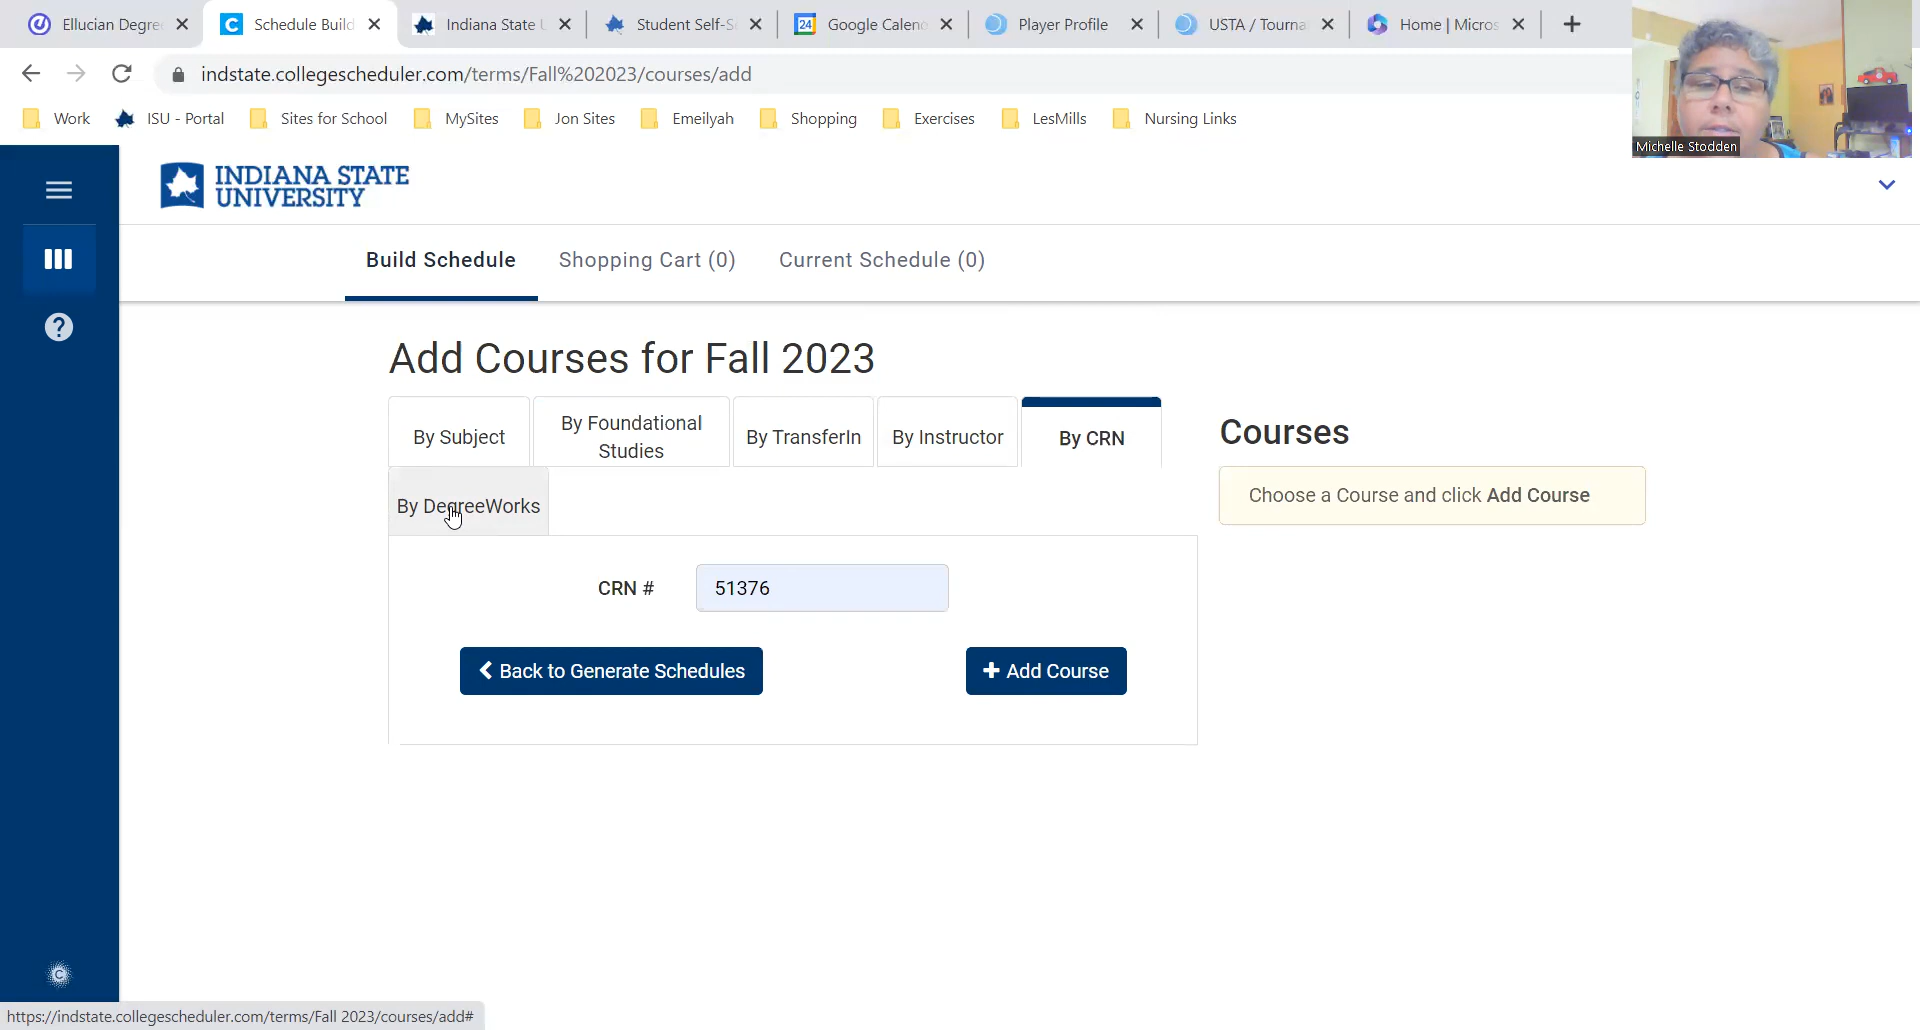 Ellucian Degre
Schedule Build
Indiana State U
Student Self-S
24
Google Calend
Player Profile
USTA / Tourna
Home | Micros
indstate.collegescheduler.com/terms/Fall%202023/courses/add
Work
ISU - Portal
Sites for School
MySites
Jon Sites
Emeilyah
Shopping
Exercises
LesMills
Nursing Links
Michelle Stodden
INDIANA STATE
UNIVERSITY
Build Schedule
Shopping Cart (0)
Current Schedule (0)
Add Courses for Fall 2023
By Subject
By Foundational
Studies
By TransferIn
By Instructor
By CRN
By DegreeWorks
Courses
Choose a Course and click Add Course
CRN #
51376
Back to Generate Schedules
+ Add Course
C
https://indstate.collegescheduler.com/terms/Fall 2023/courses/add#